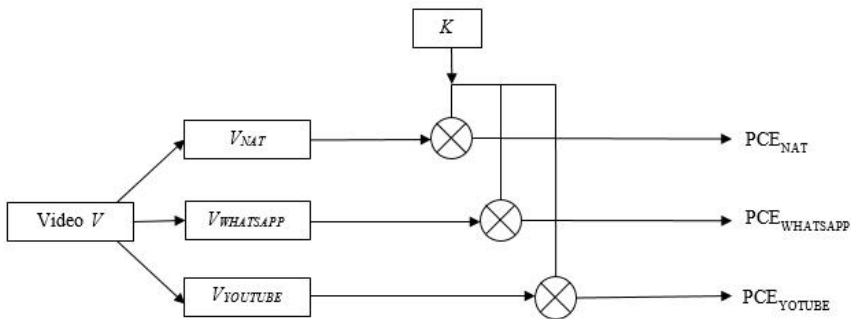 K
V_NAT
PCE_NAT
Video V
V_WHATSAPP
PCE_WHATSAPP
V_YOUTUBE
PCE_YOTUBE